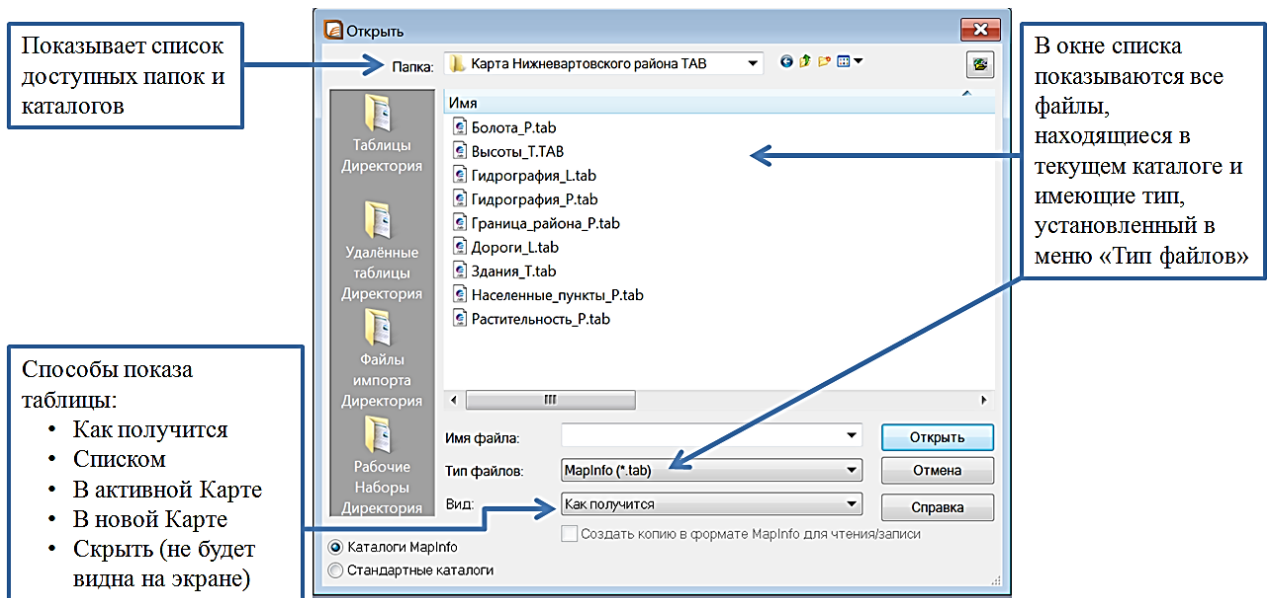 Показывает список
доступных папок и
каталогов
Способы показа
таблицы:
• Как получится
• Списком
• В активной Карте
• В новой Карте
• Скрыть (не будет
видна на экране)
Открыть
Папка:
Карта Нижневартовского района TAB
Таблицы
Директория
Удалённые
таблицы
Директория
Файлы
импорта
Директория
Рабочие
Наборы
Директория
Имя
Болота_P.tab
Высоты_T.TAB
Гидрография_L.tab
Гидрография_P.tab
Граница_района_P.tab
Дороги_L.tab
Здания_T.tab
Населенные_пункты_P.tab
Растительность_P.tab
Имя файла:
Открыть
Тип файлов:
MapInfo (*.tab)
Отмена
Вид:
Как получится
Справка
Создать копию в формате MapInfo для чтения/записи
Каталоги MapInfo
Стандартные каталоги
В окне списка
показываются все
файлы,
находящиеся в
текущем каталоге и
имеющие тип,
установленный в
меню «Тип файлов»